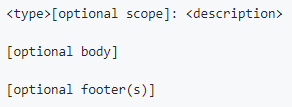 <type>[optional scope]: <description>
[optional body]
[optional footer(s)]